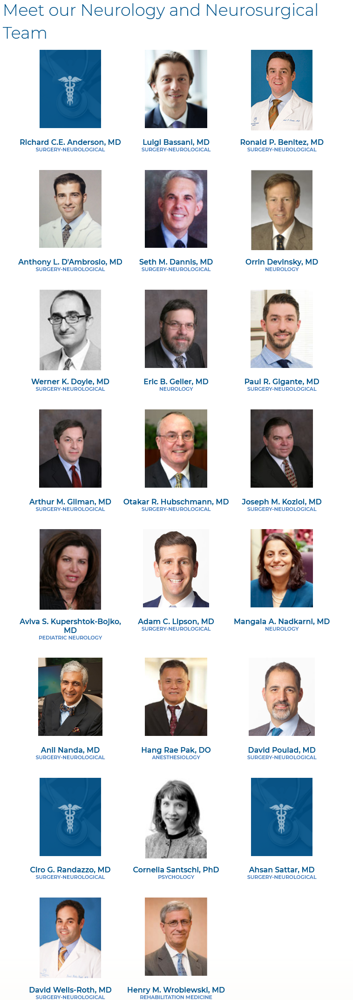 Meet our Neurology and Neurosurgical
Team
Richard C.E. Anderson, MD
SURGERY-NEUROLOGICAL
Luigi Bassani, MD
SURGERY-NEUROLOGICAL
Ronald P. Benitez, MD
SURGERY-NEUROLOGICAL
Anthony L. D'Ambrosio, MD
SURGERY-NEUROLOGICAL
Seth M. Dannis, MD
SURGERY-NEUROLOGICAL
Orrin Devinsky, MD
NEUROLOGY
Werner K. Doyle, MD
SURGERY-NEUROLOGICAL
Eric B. Geller, MD
NEUROLOGY
Paul R. Gigante, MD
SURGERY-NEUROLOGICAL
Arthur M. Gilman, MD
SURGERY-NEUROLOGICAL
Otakar R. Hubschmann, MD
SURGERY-NEUROLOGICAL
Joseph M. Koziol, MD
SURGERY-NEUROLOGICAL
Aviva S. Kupershtok-Bojko,
MD
PEDIATRIC NEUROLOGY
Adam C. Lipson, MD
SURGERY-NEUROLOGICAL
Mangala A. Nadkarni, MD
NEUROLOGY
Anil Nanda, MD
SURGERY-NEUROLOGICAL
Hang Rae Pak, DO
ANESTHESIOLOGY
David Poulad, MD
SURGERY-NEUROLOGICAL
Ciro G. Randazzo, MD
SURGERY-NEUROLOGICAL
Cornelia Santschi, PhD
PSYCHOLOGY
Ahsan Sattar, MD
SURGERY-NEUROLOGICAL
David Wells-Roth, MD
SURGERY-NEUROLOGICAL
Henry M. Wroblewski, MD
REHABILITATION MEDICINE